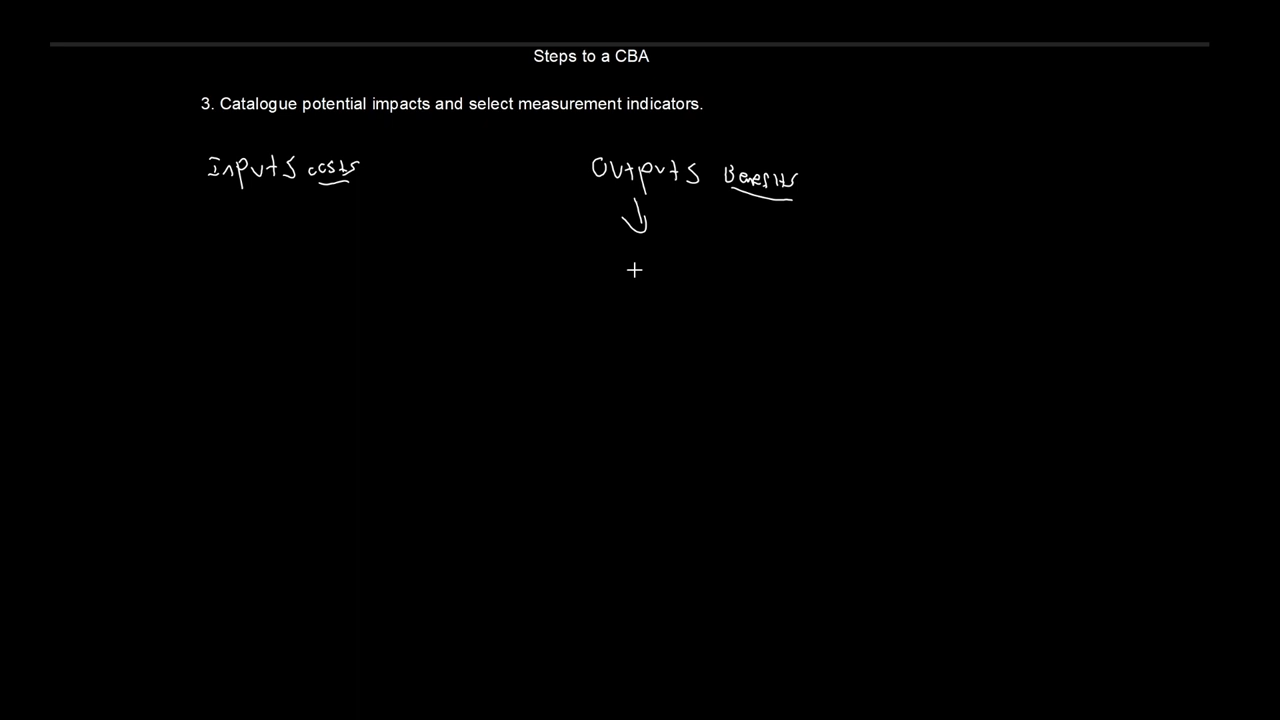 Steps to a CBA
3. Catalogue potential impacts and select measurement indicators.
Inputs costs Outputs Benefits
+